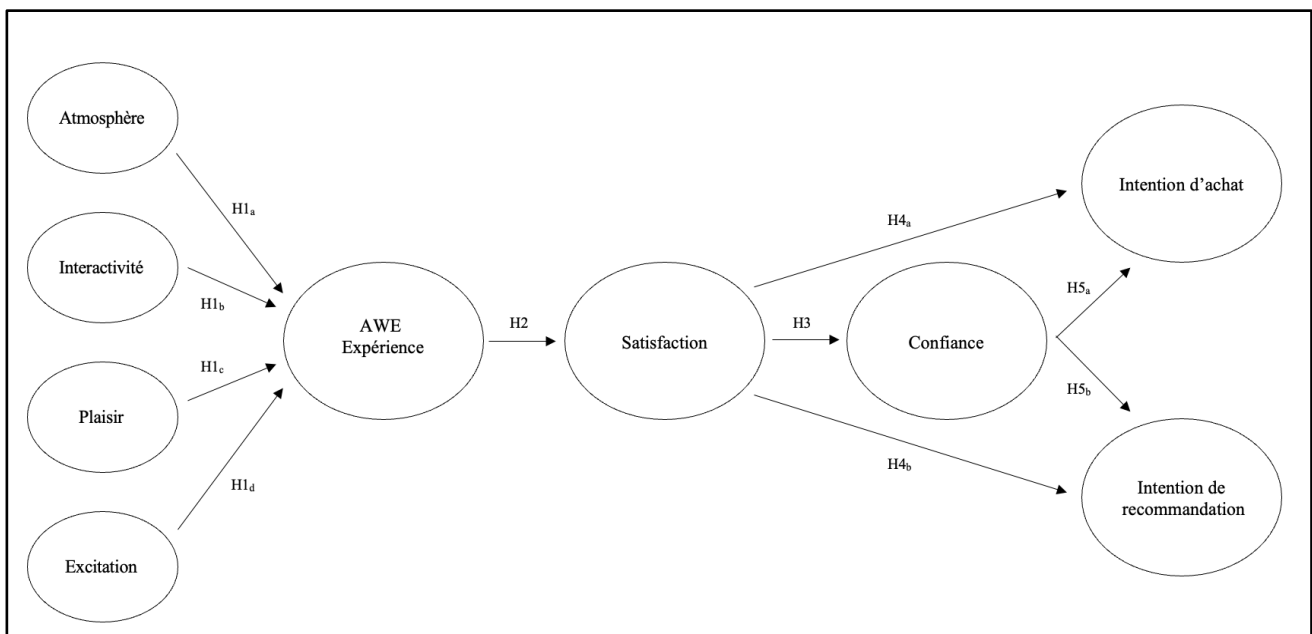 Atmosphère
Interactivité
Plaisir
Excitation
H1a
H1b
H1c
H1d
AWE
Expérience
H2
Satisfaction
H3
Confiance
H4a
H4b
H5a
H5b
Intention d’achat
Intention de
recommandation